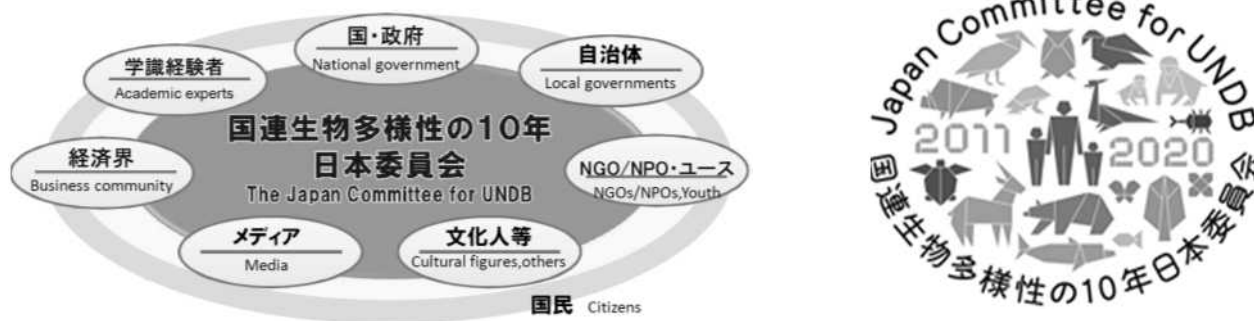 国・政府
National government
自治体
Local governments
学識経験者
Academic experts
国連生物多様性の10年
日本委員会
The Japan Committee for UNDB
経済界
Business community
NGO/NPO・ユース
NGOs/NPOs,Youth
メディア
Media
文化人等
Cultural figures,others
国民 Citizens
Japan Committee for UNDB
2011 2020
国連生物多様性の10年日本委員会